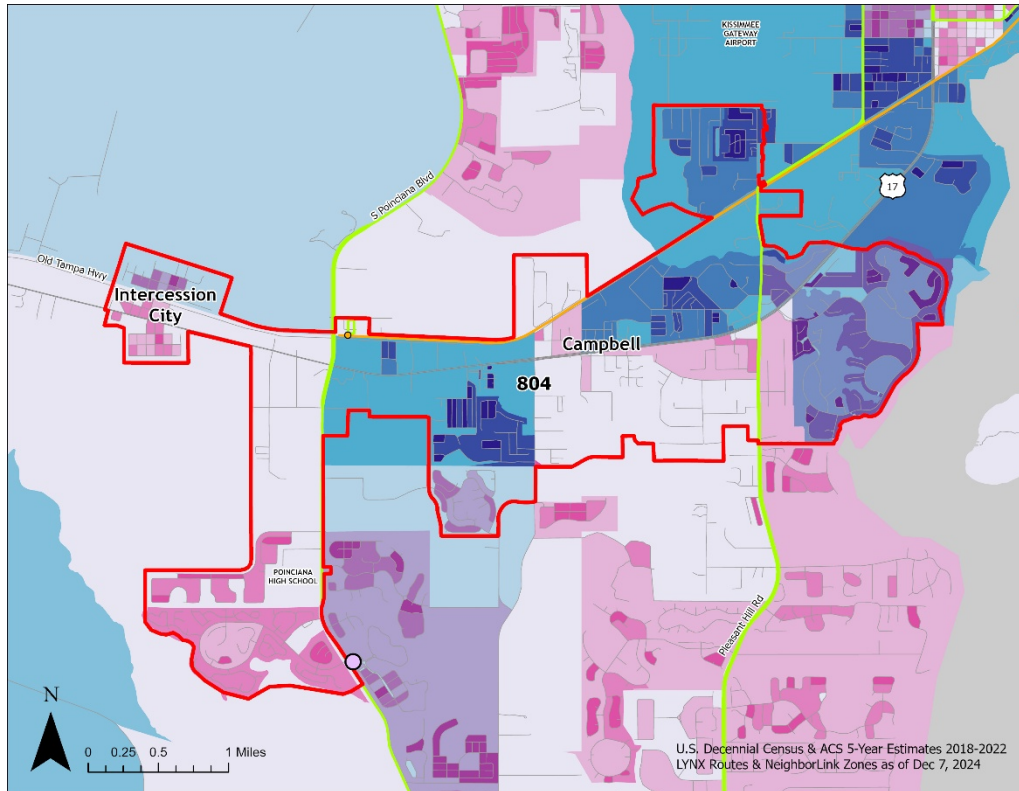 KISSIMMEE
GATEWAY
AIRPORT
17
S Poinciana Blvd
Old Tampa Hwy
Intercession
City
Campbell
804
POINCIANA
HIGH SCHOOL
Pleasant Hill Rd
N
0 0.25 0.5 1 Miles
U.S. Decennial Census & ACS 5-Year Estimates 2018-2022
LYNX Routes & NeighborLink Zones as of Dec 7, 2024